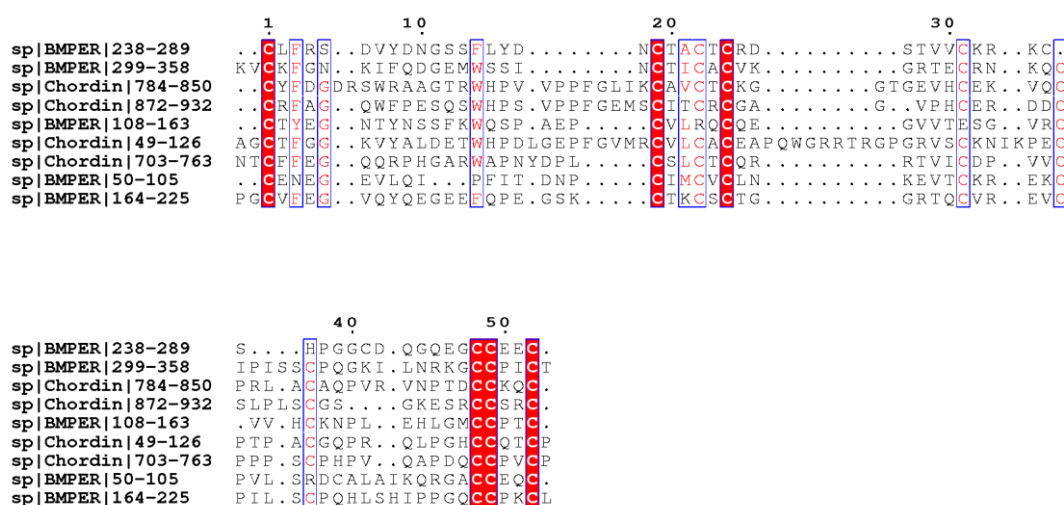 1 10 20 30
sp|BMPER|238-289 ..CLFRS..DVYDNGSSFLYD........NCTACTCRD..........STVVCKR..KC.
sp|BMPER|299-358 KVCKFGN..KIFQDGEMWSSI........NCTICACVK..........GRTECRN..KQC
sp|Chordin|784-850 ..CYFDGDRSWRAAGTRWHPV.VPPFGLIKCAVCTCKG........GTGEVHCEK..VQC
sp|Chordin|872-932 ..CRFAG..QWFPESQSWHPS.VPPFGEMSCITCRCGA........G..VPHCER..DDC
sp|BMPER|108-163 ..CTYEG..NTYNSSFKWQSP.AEP.....CVLRQCQE..........GVVTESG..VRC
sp|Chordin|49-126 AGCTFGG..KVYALDETWHPDLGEPFGVMRCVLCACEAPQWGRRTRGPGRVSCKNIKPEC
sp|Chordin|703-763 NTCFFEG..QQRPHGARWAPNYDPL.....CSLCTCQR..........RTVICDP..VVC
sp|BMPER|50-105 ..CENEG..EVLQI...PFIT.DNP.....CIMCVCLN..........KEVTCKR..EKC
sp|BMPER|164-225 PGCVFEG..VQYQEGEEFQPE.GSK.....CTKCSCTG..........GRTQCVR..EVC
40 50
sp|BMPER|238-289 S....HPGGCD.QGQEGCCEEC.
sp|BMPER|299-358 IPISSCPQGKI.LNRKGCCPICT
sp|Chordin|784-850 PRL.ACAQPVR.VNPTDCCKQC.
sp|Chordin|872-932 SLPLSCGS....GKESRCCSRC.
sp|BMPER|108-163 .VV.HCKNPL..EHLGMCCPTC.
sp|Chordin|49-126 PTP.ACGQPR..QLPGHCCQTCP
sp|Chordin|703-763 PPP.SCPHPV..QAPDQCCPVCP
sp|BMPER|50-105 PVL.SRDCALAIKQRGACCEQC.
sp|BMPER|164-225 PIL.SCPQHLSHIPPGQCCPKCL